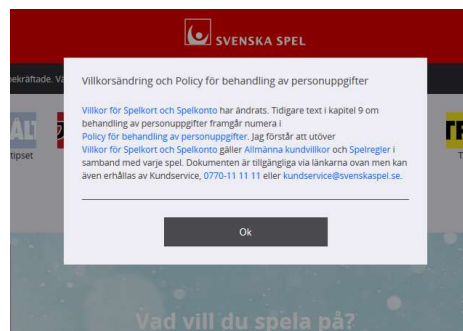 SVENSKA SPEL
bekräftade. Vä
Villkorsändring och Policy för behandling av personuppgifter
Villkor för Spelkort och Spelkonto har ändrats. Tidigare text i kapitel 9 om
behandling av personuppgifter framgår numera i
Policy för behandling av personuppgifter. Jag förstår att utöver
Villkor för Spelkort och Spelkonto gäller Allmänna kundvillkor och Spelregler i
samband med varje spel. Dokumenten är tillgängliga via länkarna ovan men kan
även erhållas av Kundservice, 0770-11 11 11 eller kundservice@svenskaspel.se.
tipset
Ok
Vad vill du spela på?